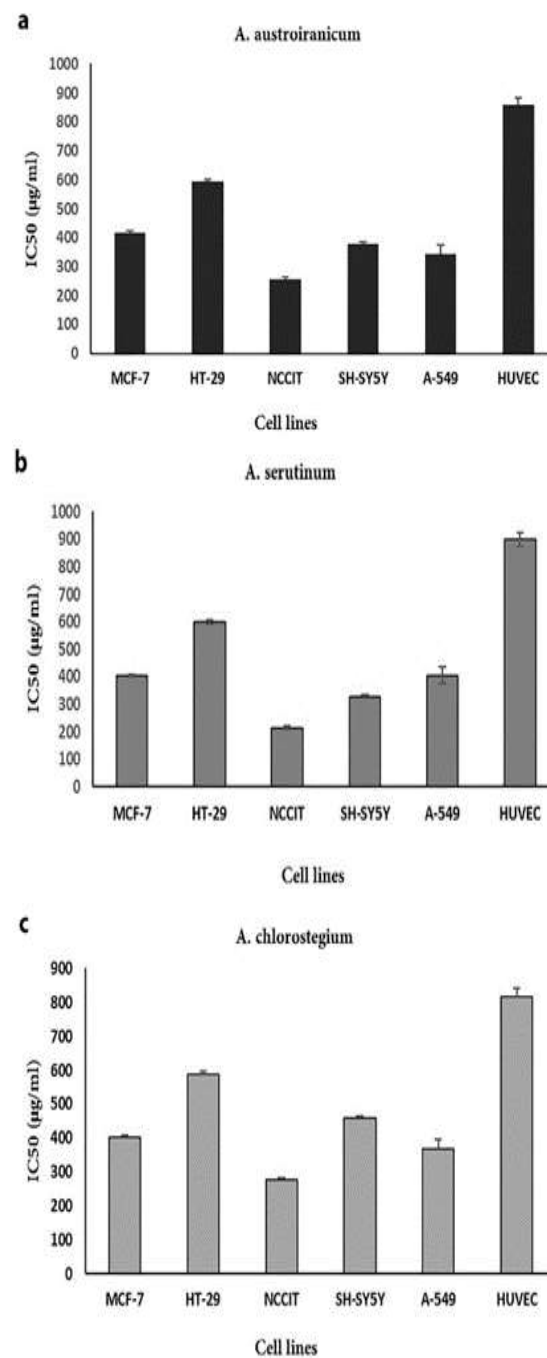 a
A. austroiranicum
IC50 (µg/ml)
1000
900
800
700
600
500
400
300
200
100
0
MCF-7 HT-29 NCCIT SH-SY5Y A-549 HUVEC
Cell lines
b
A. serutinum
IC50 (µg/ml)
1000
900
800
700
600
500
400
300
200
100
0
MCF-7 HT-29 NCCIT SH-SY5Y A-549 HUVEC
Cell lines
c
A. chlorostegium
IC50 (µg/ml)
900
800
700
600
500
400
300
200
100
0
MCF-7 HT-29 NCCIT SH-SY5Y A-549 HUVEC
Cell lines